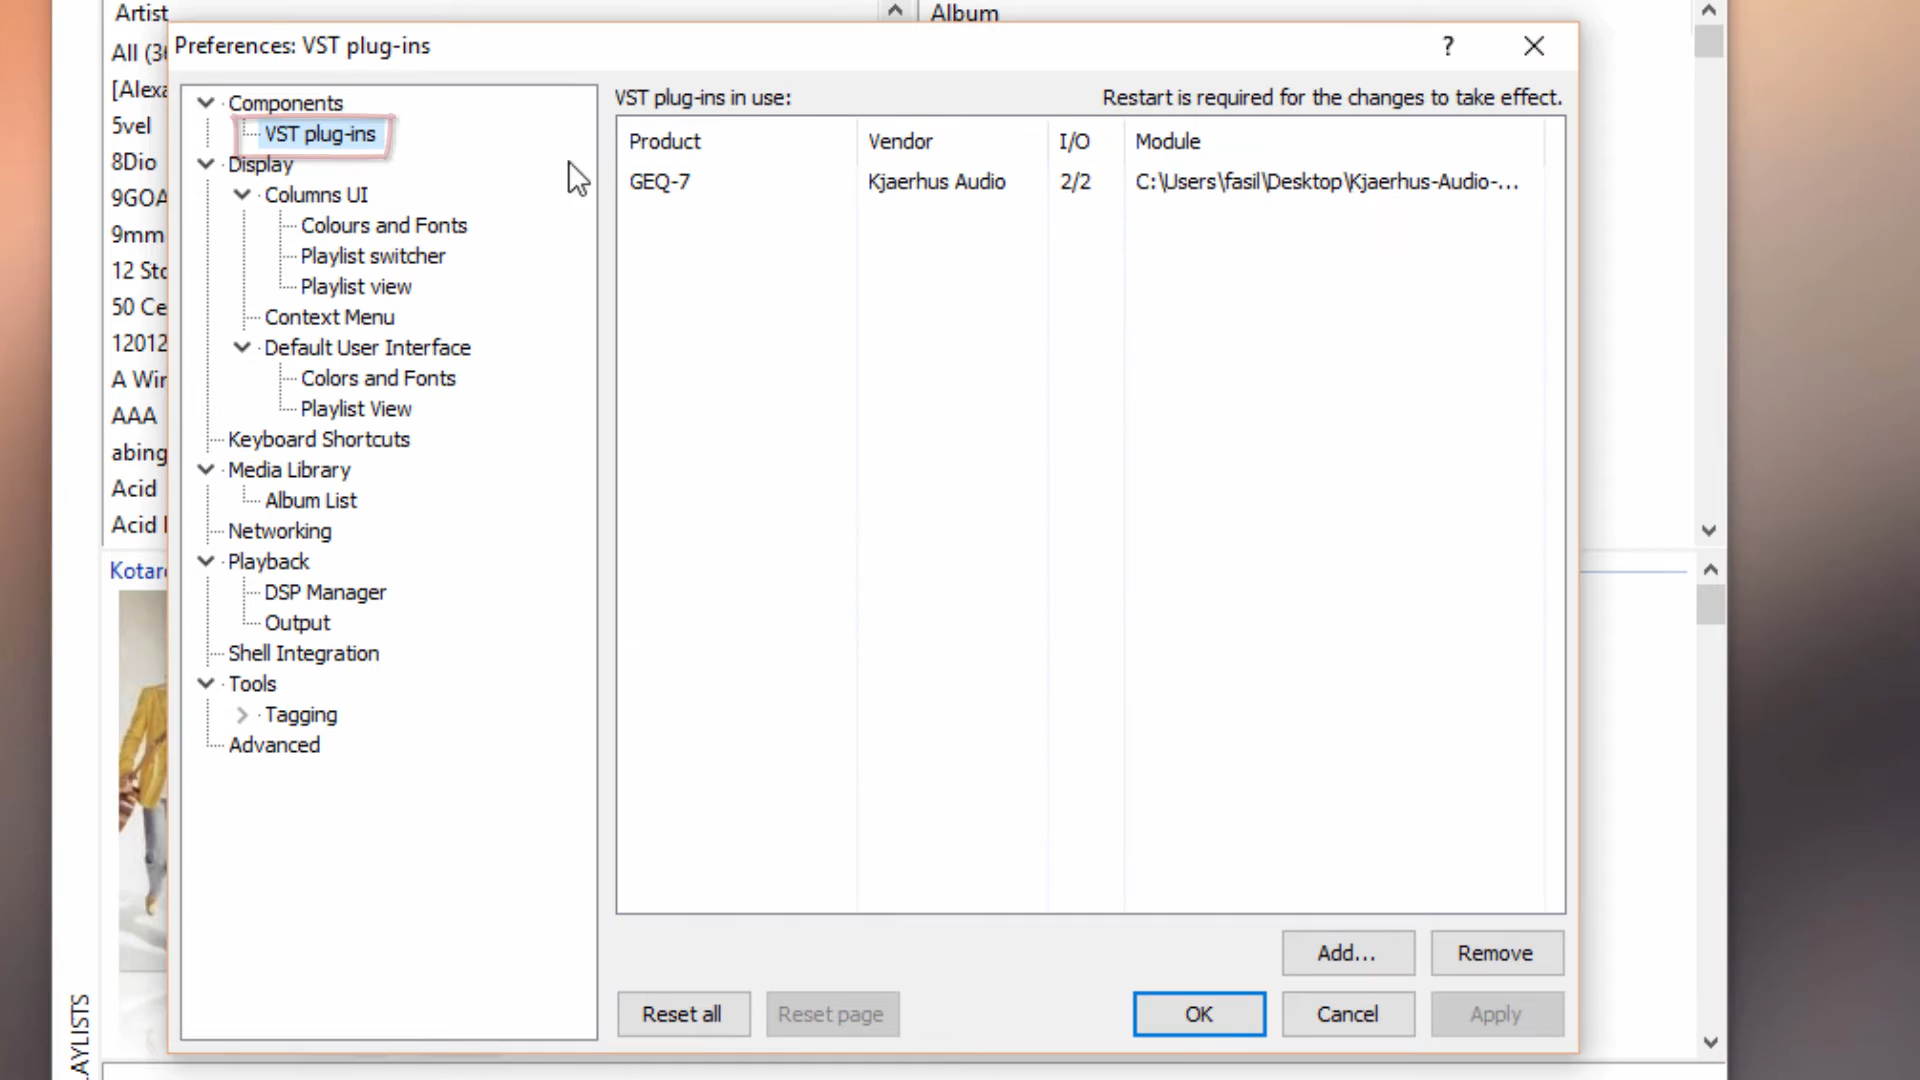 Artist
Album
Preferences: VST plug-ins
?
All (3
[Alexa
5vel
8Dio
9GOA
9mm
12 Sto
50 Ce
12012
A Wir
AAA
abing
Acid
Acid
Kotaro
AYLISTS
Components
VST plug-ins
Display
Columns UI
Colours and Fonts
Playlist switcher
Playlist view
Context Menu
Default User Interface
Colors and Fonts
Playlist View
Keyboard Shortcuts
Media Library
Album List
Networking
Playback
DSP Manager
Output
Shell Integration
Tools
Tagging
Advanced
VST plug-ins in use: Restart is required for the changes to take effect.
Product Vendor I/O Module
GEQ-7 Kjaerhus Audio 2/2 C:\Users\fasil\Desktop\Kjaerhus-Audio-...
Add... Remove
Reset all Reset page OK Cancel Apply